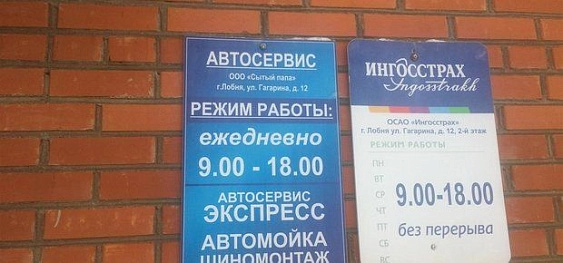 АВТОСЕРВИС
ООО «Сытый папа»
г.Лобня, ул. Гагарина, д. 12
РЕЖИМ РАБОТЫ:
ежедневно
9.00 - 18.00
АВТОСЕРВИС
ЭКСПРЕСС
АВТОМОЙКА
ШИНОМОНТАЖ
ИНГОССТРАХ
Ingosstrakh
ОСАО «Ингосстрах»
г. Лобня ул. Гагарина, д. 12, 2-й этаж
РЕЖИМ РАБОТЫ
ПН
ВТ
СР
ЧТ
ПТ
СБ
ВС
9.00-18.00
без перерыва